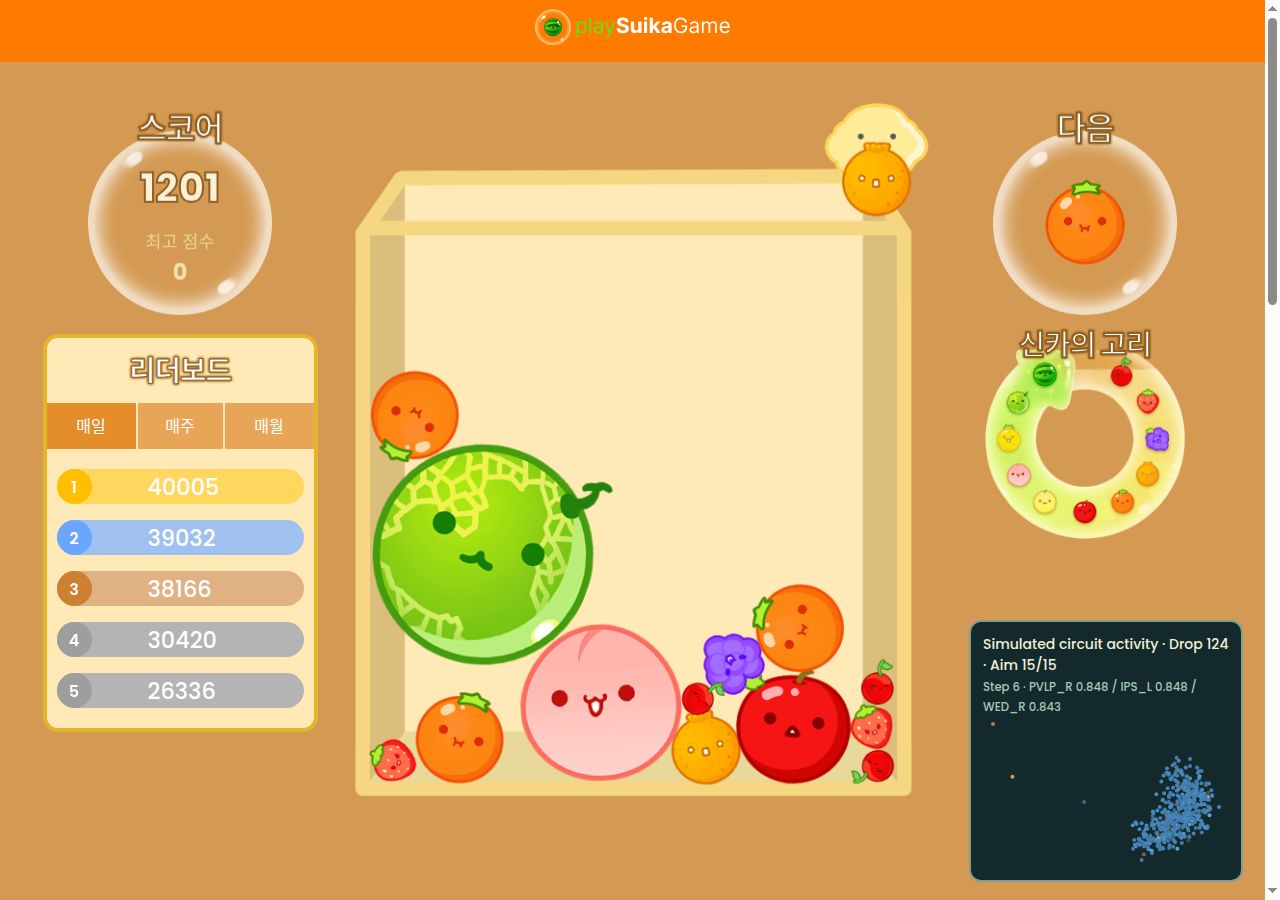 playSuikaGame
스코어
1201
최고 점수
0
리더보드
매일 매주 매월
1 40005
2 39032
3 38166
4 30420
5 26336
다음
신카의 고리
Simulated circuit activity · Drop 124
· Aim 15/15
Step 6 · PVLP_R 0.848 / IPS_L 0.848 /
WED_R 0.843